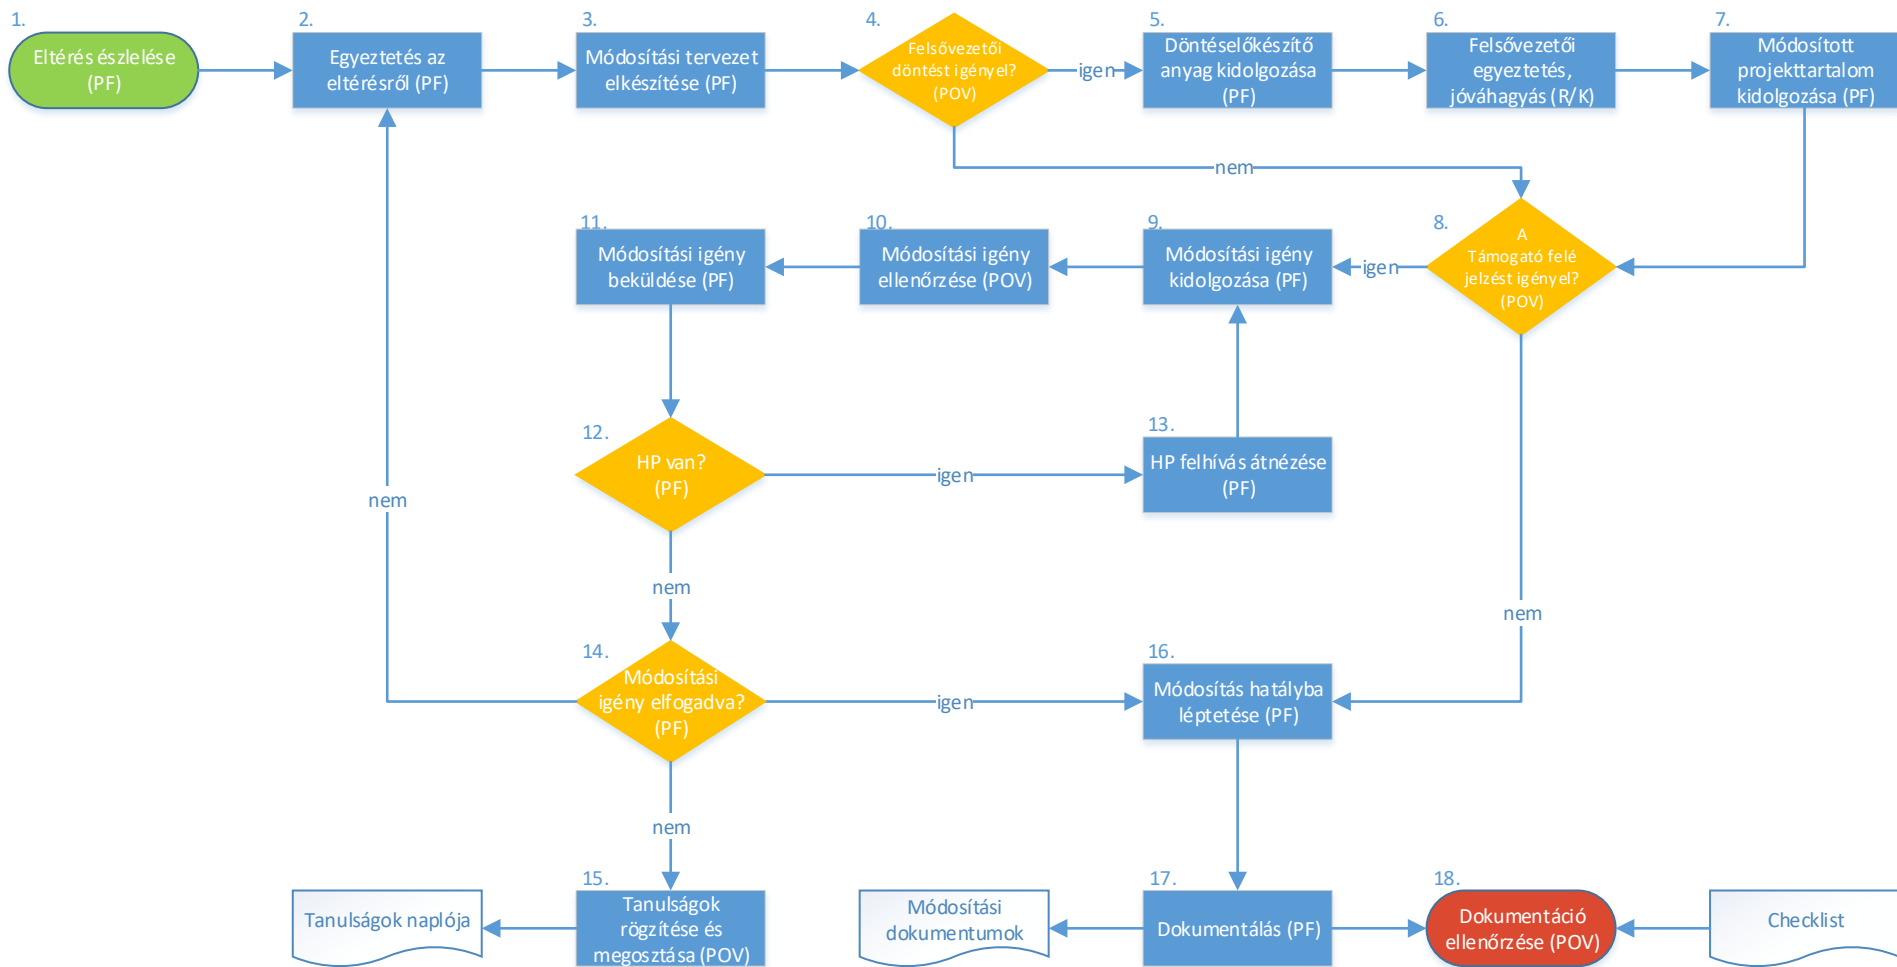 1.
Eltérés észlelése
(PF)
2.
Egyeztetés az
eltérésről (PF)
3.
Módosítási tervezet
elkészítése (PF)
4.
Felsővezetői
döntést igényel?
(POV)
igen
5.
Döntéselőkészítő
anyag kidolgozása
(PF)
6.
Felsővezetői
egyeztetés,
jóváhagyás (R/K)
7.
Módosított
projekttartalom
kidolgozása (PF)
nem
8.
A
Támogató felé
jelzést igényel?
(POV)
igen
9.
Módosítási igény
kidolgozása (PF)
10.
Módosítási igény
ellenőrzése (POV)
11.
Módosítási igény
beküldése (PF)
12.
HP van?
(PF)
igen
13.
HP felhívás átnézése
(PF)
nem
nem
nem
14.
Módosítási
igény elfogadva?
(PF)
igen
16.
Módosítás hatályba
léptetése (PF)
nem
15.
Tanulságok
rögzítése és
megosztása (POV)
Tanulságok naplója
17.
Dokumentálás (PF)
Módosítási
dokumentumok
18.
Dokumentáció
ellenőrzése (POV)
Checklist